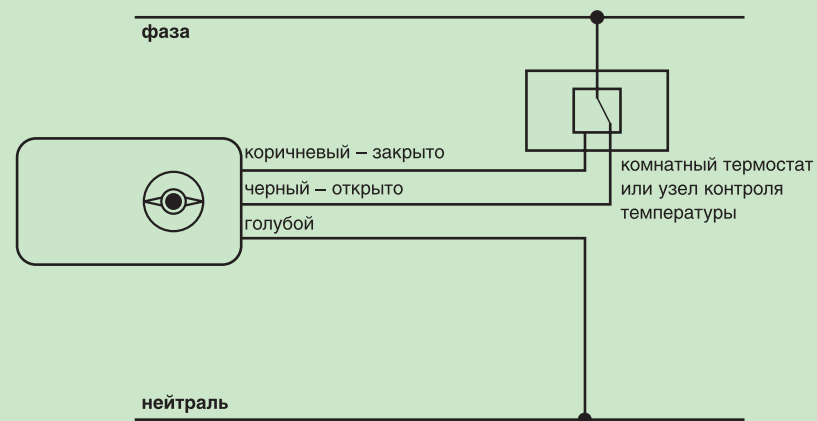 фаза
коричневый – закрыто
черный – открыто
голубой
комнатный термостат
или узел контроля
температуры
нейтраль